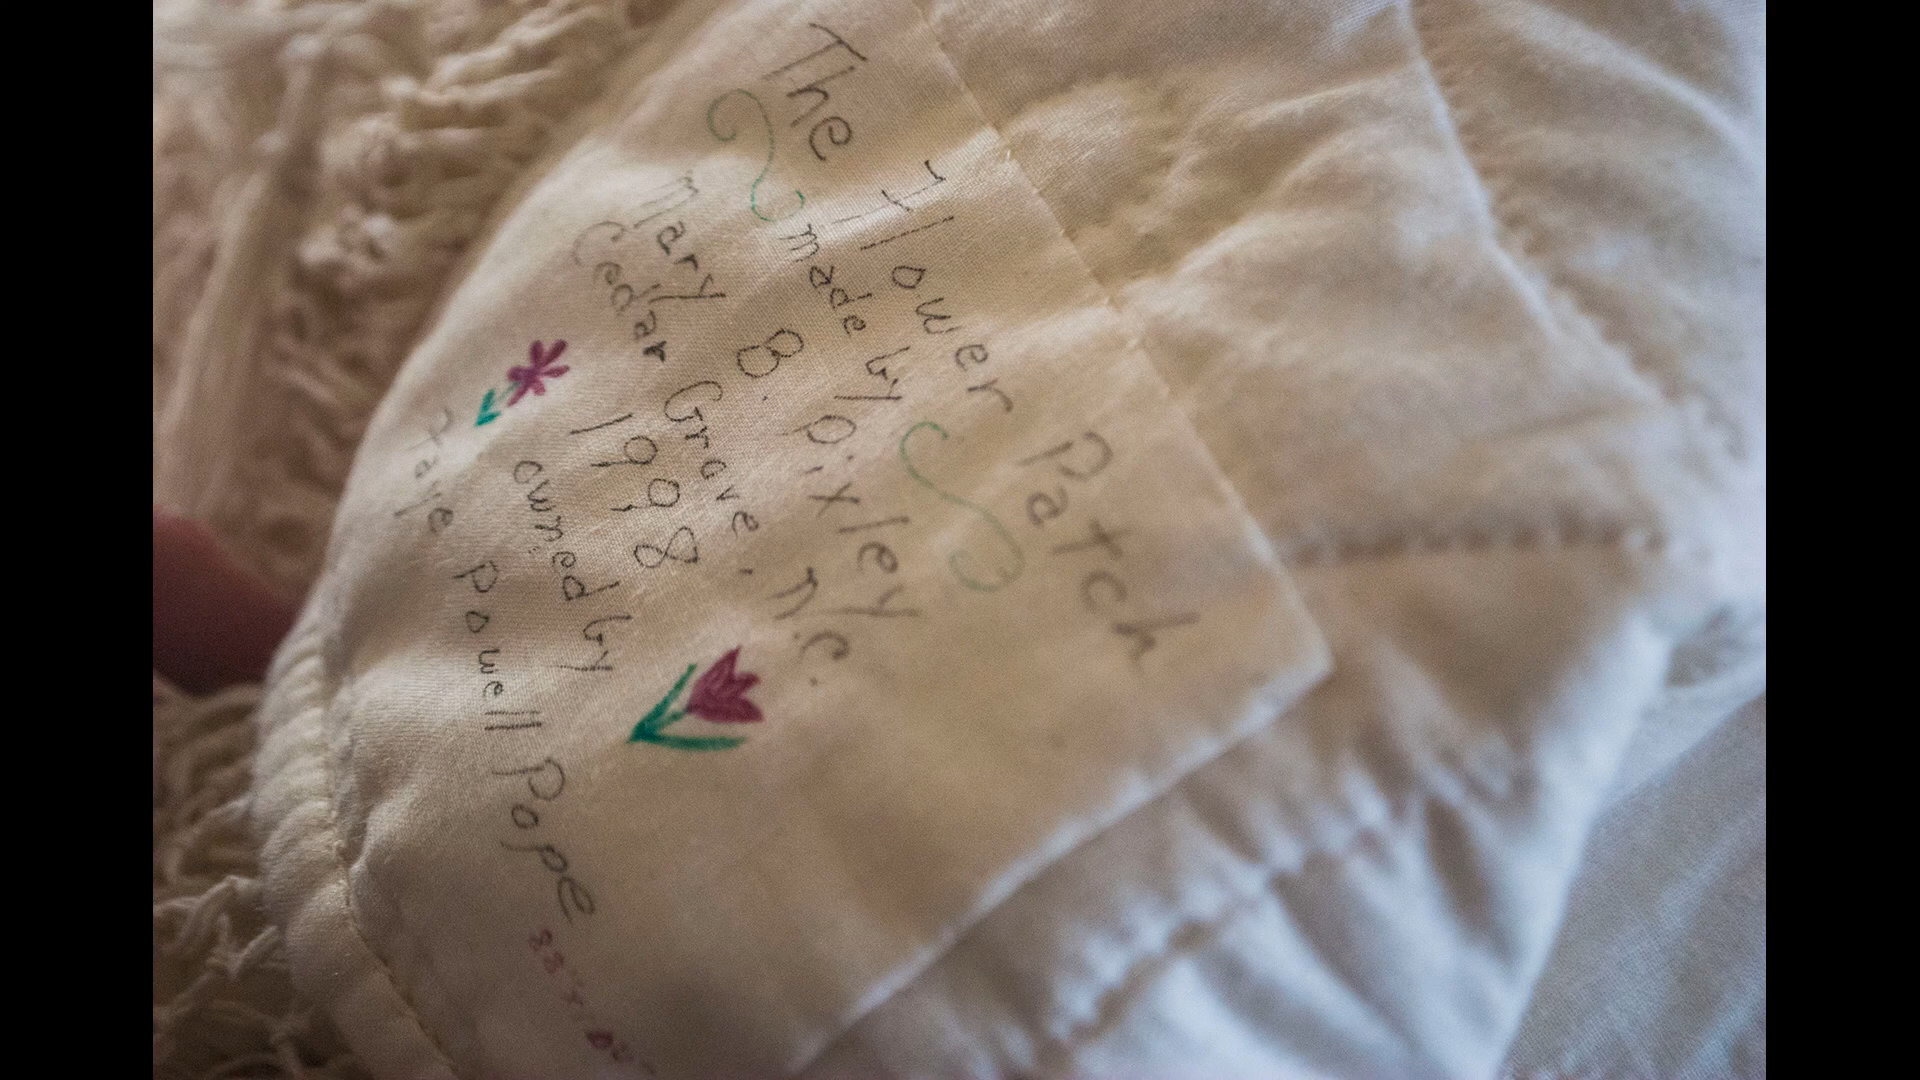 The Flower Patch
made by
Mary B. Pixley
Cedar Grove, N.C.
1998
owned by
Faye Powell Pope